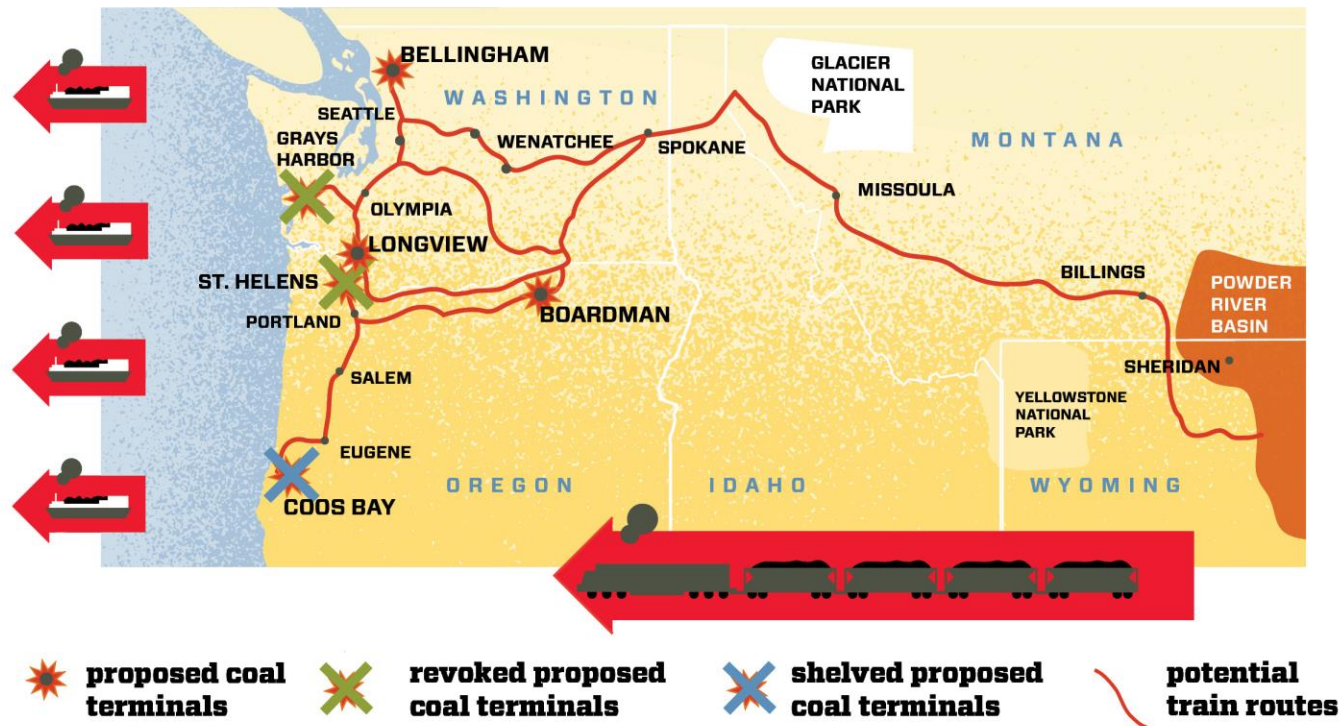 BELLINGHAM
WASHINGTON
GLACIER
NATIONAL
PARK
SEATTLE
GRAYS
HARBOR
WENATCHEE
SPOKANE
MONTANA
OLYMPIA
MISSOULA
LONGVIEW
ST. HELENS
BOARDMAN
BILLINGS
POWDER
RIVER
BASIN
PORTLAND
SHERIDAN
SALEM
YELLOWSTONE
NATIONAL
PARK
EUGENE
COOS BAY
OREGON
IDAHO
WYOMING
proposed coal
terminals
revoked proposed
coal terminals
shelved proposed
coal terminals
potential
train routes